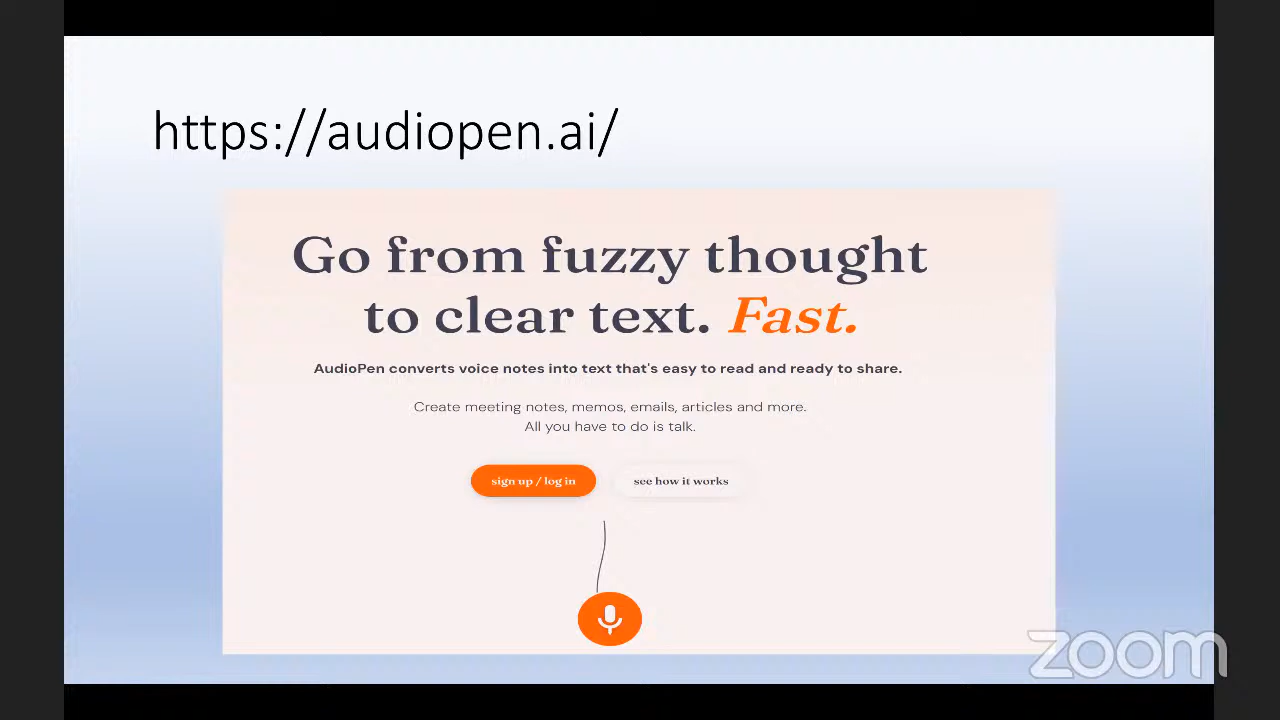 https://audiopen.ai/
Go from fuzzy thought
to clear text. Fast.
AudioPen converts voice notes into text that's easy to read and ready to share.
Create meeting notes, memos, emails, articles and more.
All you have to do is talk.
sign up / log in
see how it works
zoom